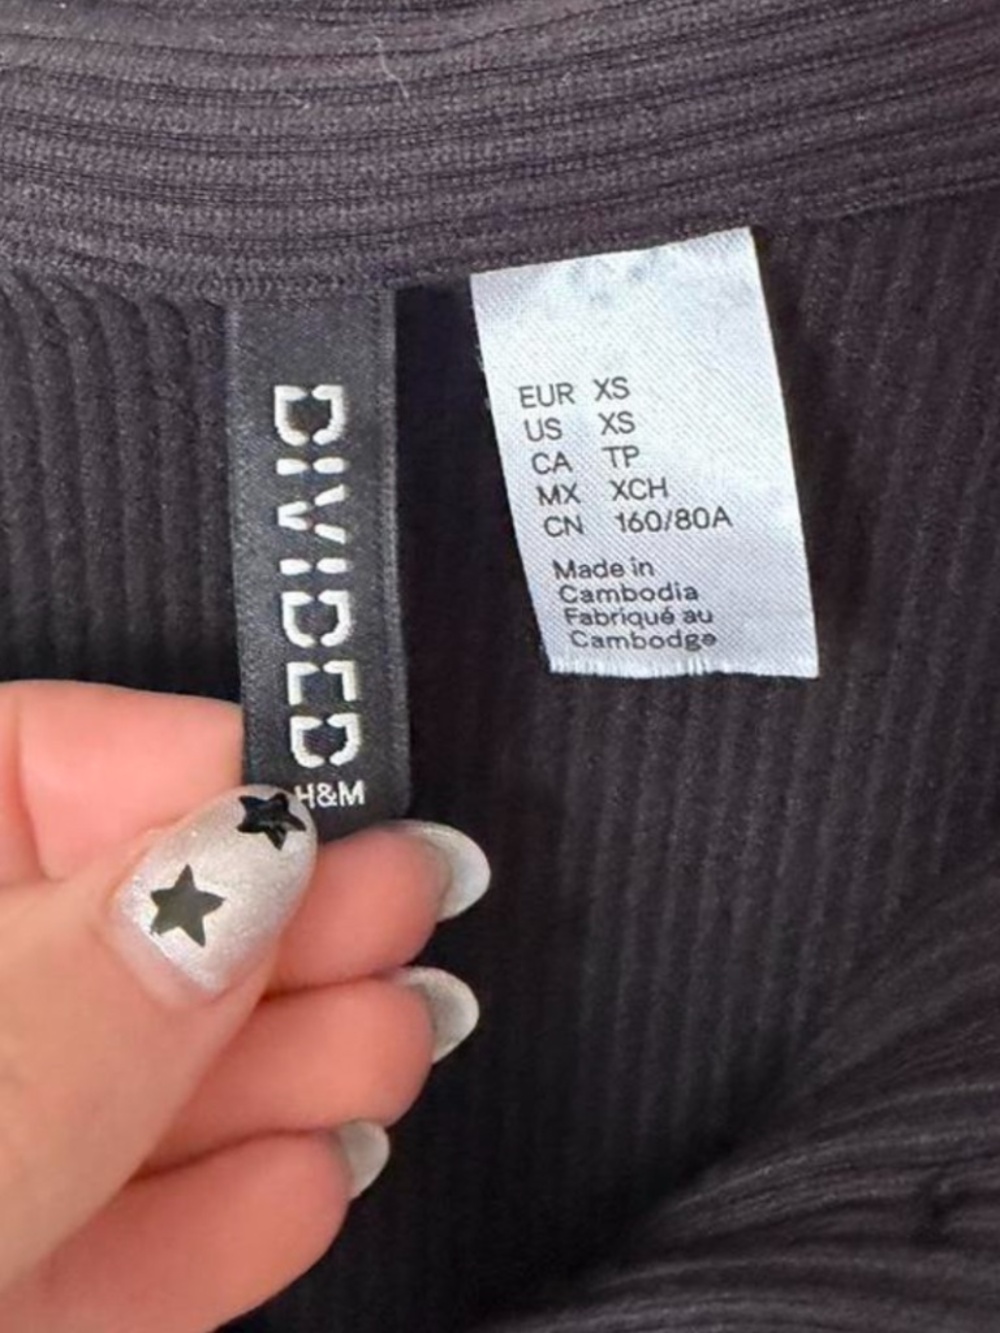 DIVIDED
H&M
EUR XS
US XS
CA TP
MX XCH
CN 160/80A
Made in
Cambodia
Fabriqué au
Cambodge